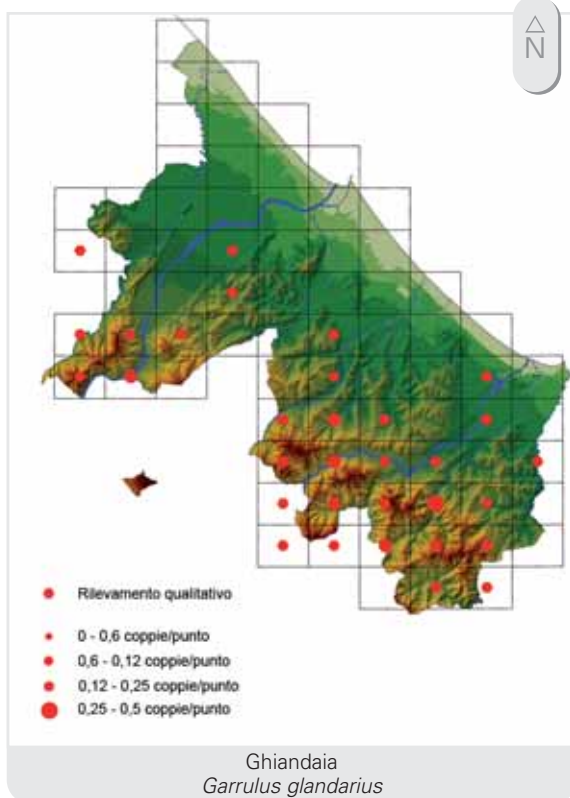 N
Rilevamento qualitativo
0 - 0,6 coppie/punto
0,6 - 0,12 coppie/punto
0,12 - 0,25 coppie/punto
0,25 - 0,5 coppie/punto
Ghiandaia
Garrulus glandarius